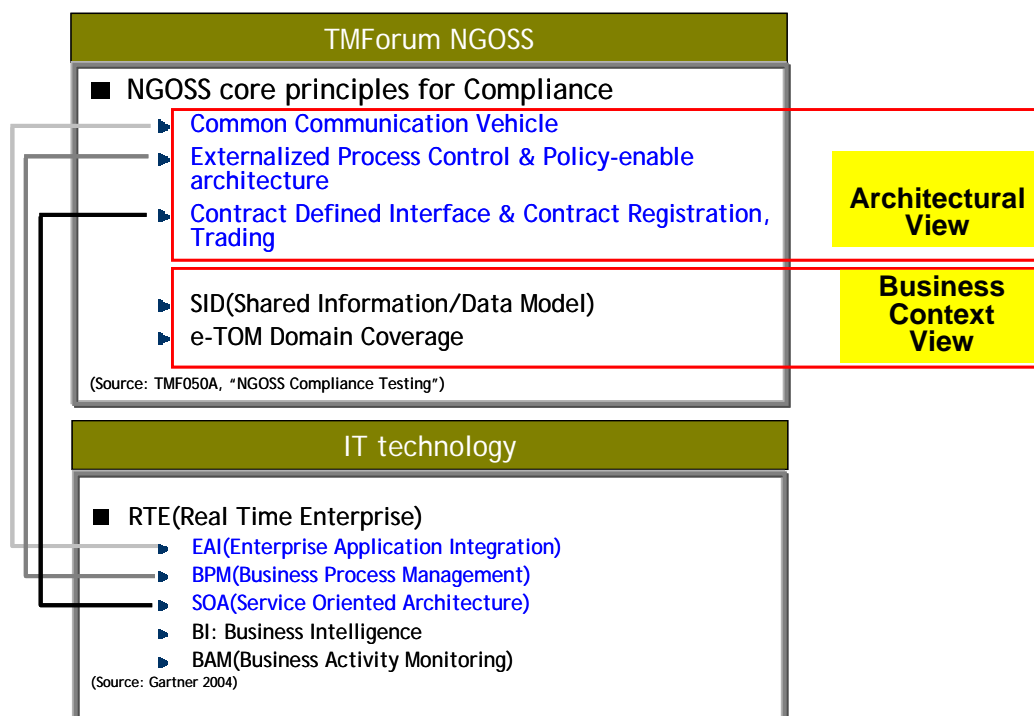 TMForum NGOSS
NGOSS core principles for Compliance
Common Communication Vehicle
Externalized Process Control & Policy-enable
architecture
Contract Defined Interface & Contract Registration,
Trading
Architectural
View
SID(Shared Information/Data Model)
e-TOM Domain Coverage
Business
Context
View
(Source: TMF050A, “NGOSS Compliance Testing”)
IT technology
RTE(Real Time Enterprise)
EAI(Enterprise Application Integration)
BPM(Business Process Management)
SOA(Service Oriented Architecture)
BI: Business Intelligence
BAM(Business Activity Monitoring)
(Source: Gartner 2004)